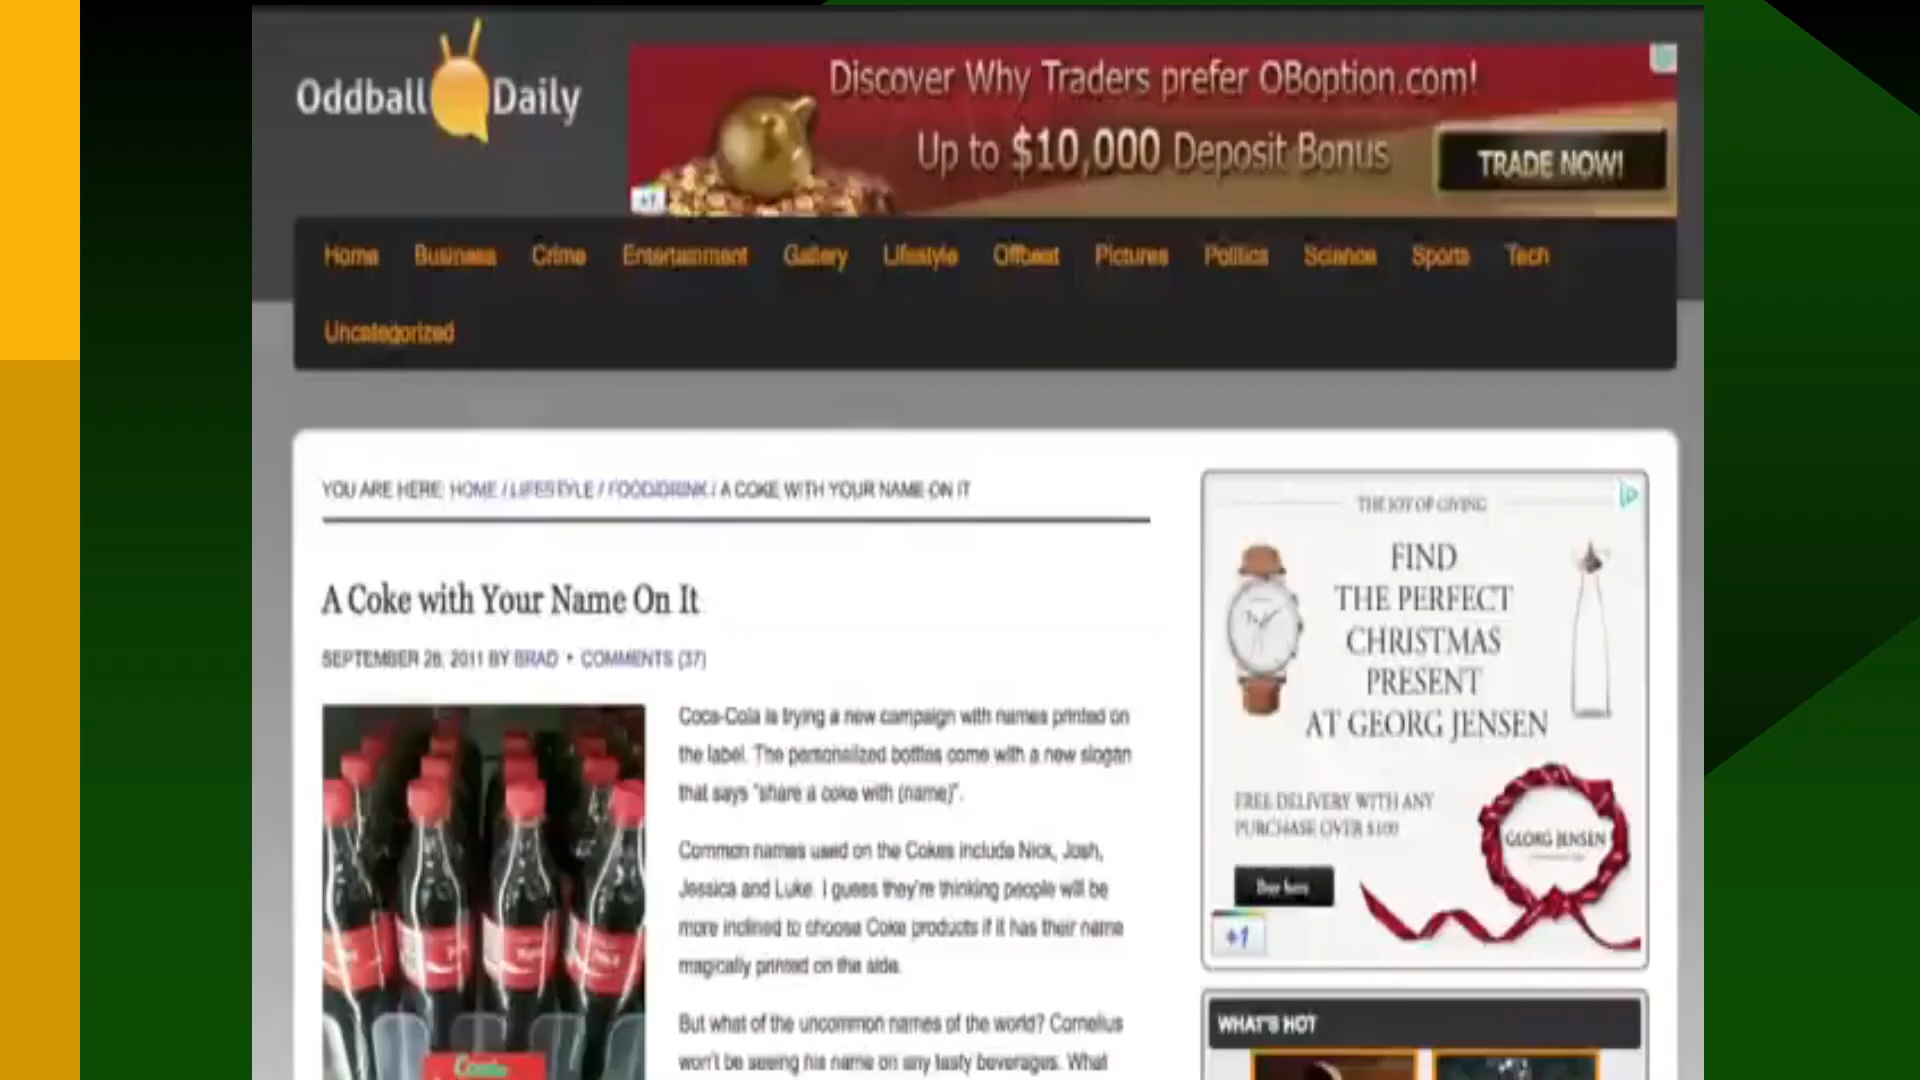 Oddball Daily
Discover Why Traders prefer OBoption.com!
Up to $10,000 Deposit Bonus
TRADE NOW!
+1
Home Business Crime Entertainment Gallery Lifestyle Offbeat Pictures Politics Science Sports Tech
Uncategorized
YOU ARE HERE: HOME / LIFESTYLE / FOOD/DRINK / A COKE WITH YOUR NAME ON IT
A Coke with Your Name On It
SEPTEMBER 28, 2011 BY BRAD • COMMENTS (37)
Coca-Cola is trying a new campaign with names printed on
the label. The personalized bottles come with a new slogan
that says "share a coke with (name)".
Common names used on the Cokes include Nick, Josh,
Jessica and Luke. I guess they're thinking people will be
more inclined to choose Coke products if it has their name
magically printed on the side.
But what of the uncommon names of the world? Cornelius
won't be seeing his name on any tasty beverages. What
THE JOY OF GIVING
FIND
THE PERFECT
CHRISTMAS
PRESENT
AT GEORG JENSEN
FREE DELIVERY WITH ANY
PURCHASE OVER $100
GEORG JENSEN
Buy here
+1
WHAT'S HOT